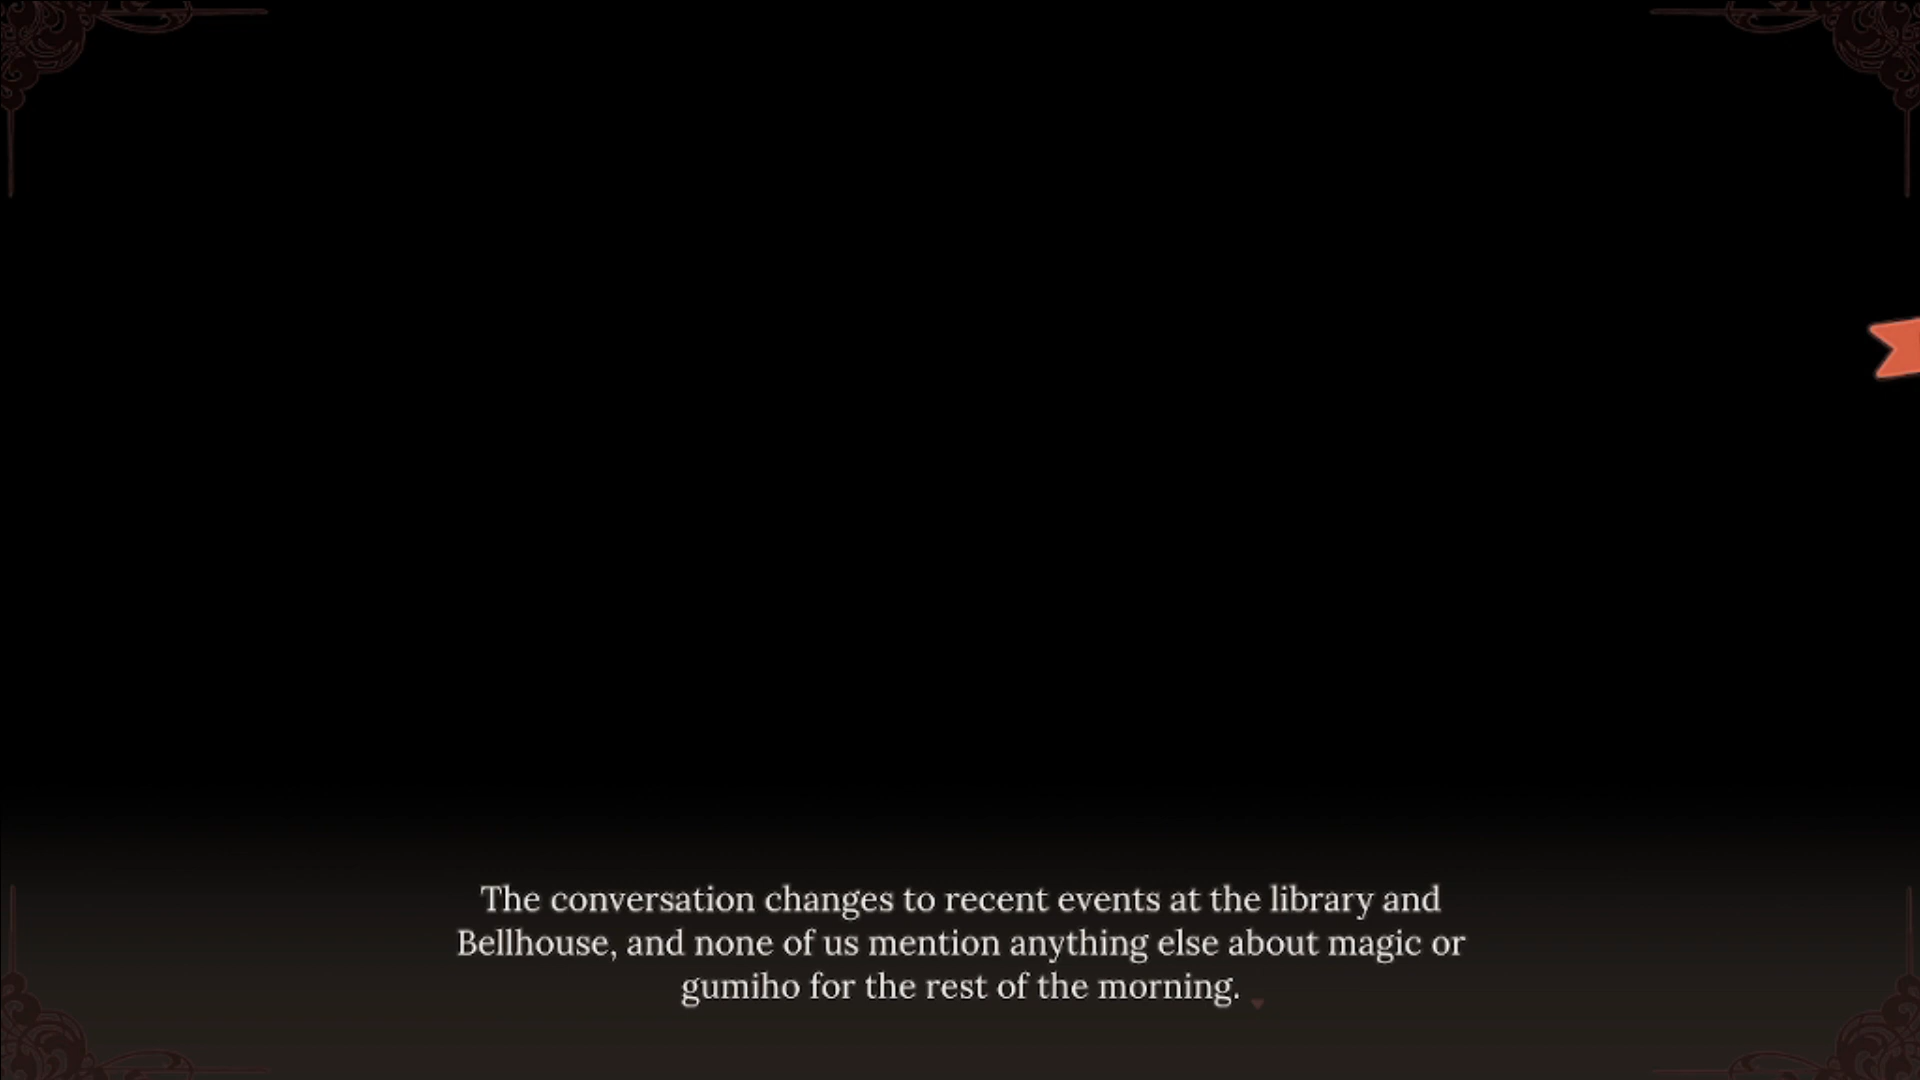 The conversation changes to recent events at the library and
Bellhouse, and none of us mention anything else about magic or
gumiho for the rest of the morning.